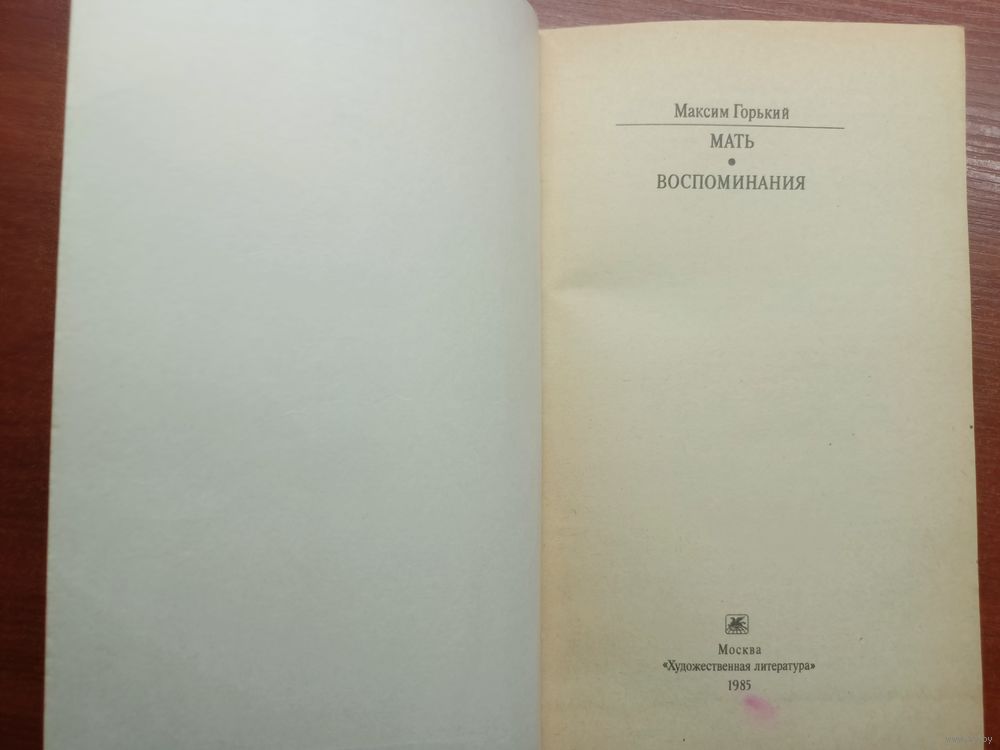 Максим Горький
МАТЬ
•
ВОСПОМИНАНИЯ
Москва
«Художественная литература»
1985